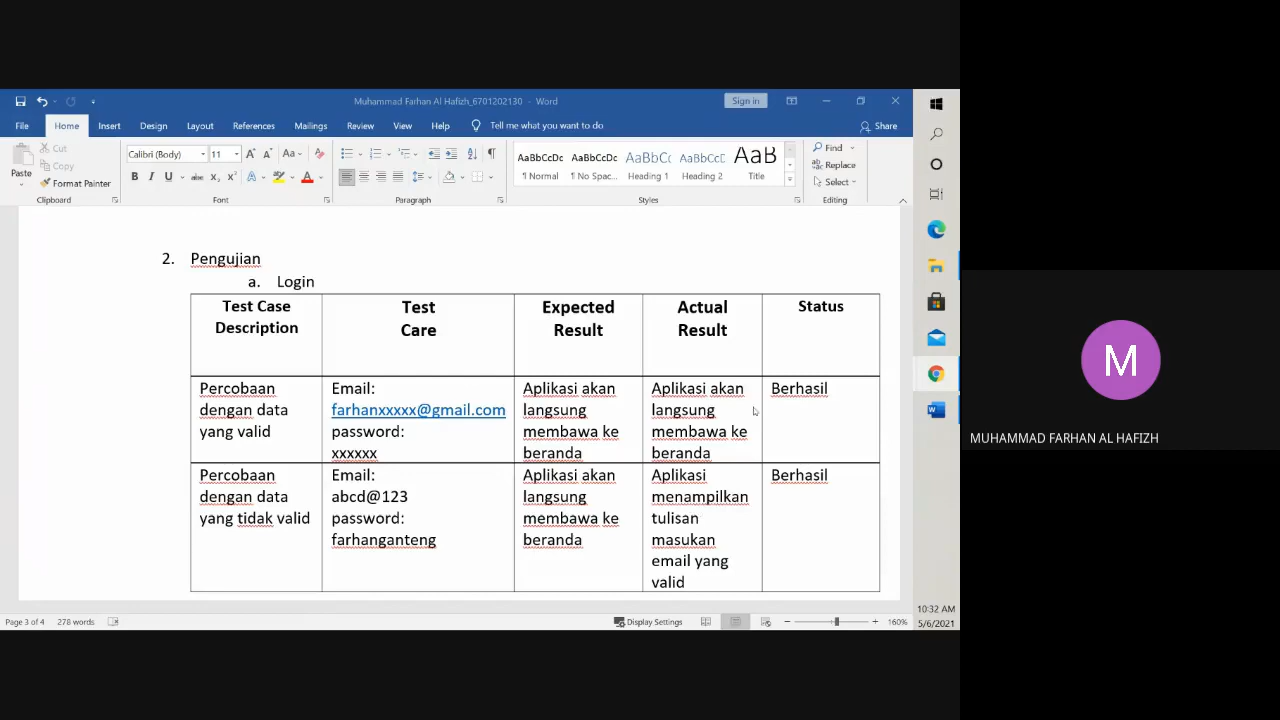 Muhammad Farhan Al Hafizh_6701202130 - Word
Sign in
File Home Insert Design Layout References Mailings Review View Help Tell me what you want to do Share
Paste
Cut
Copy
Format Painter
Calibri (Body) 11
AaBbCcDc AaBbCcDc AaBbCc AaBbCcE AaB
¶ Normal ¶ No Spac... Heading 1 Heading 2 Title
Find
Replace
Select
Clipboard Font Paragraph Styles Editing
2. Pengujian
a. Login
Test Case
Description
Test
Care
Expected
Result
Actual
Result
Status
Percobaan
dengan data
yang valid
Email:
farhanxxxxx@gmail.com
password:
xxxxxx
Aplikasi akan
langsung
membawa ke
beranda
Aplikasi akan
langsung
membawa ke
beranda
Berhasil
Percobaan
dengan data
yang tidak valid
Email:
abcd@123
password:
farhanganteng
Aplikasi akan
langsung
membawa ke
beranda
Aplikasi
menampilkan
tulisan
masukan
email yang
valid
Berhasil
Page 3 of 4 278 words Display Settings 160%
10:32 AM
5/6/2021
M
MUHAMMAD FARHAN AL HAFIZH